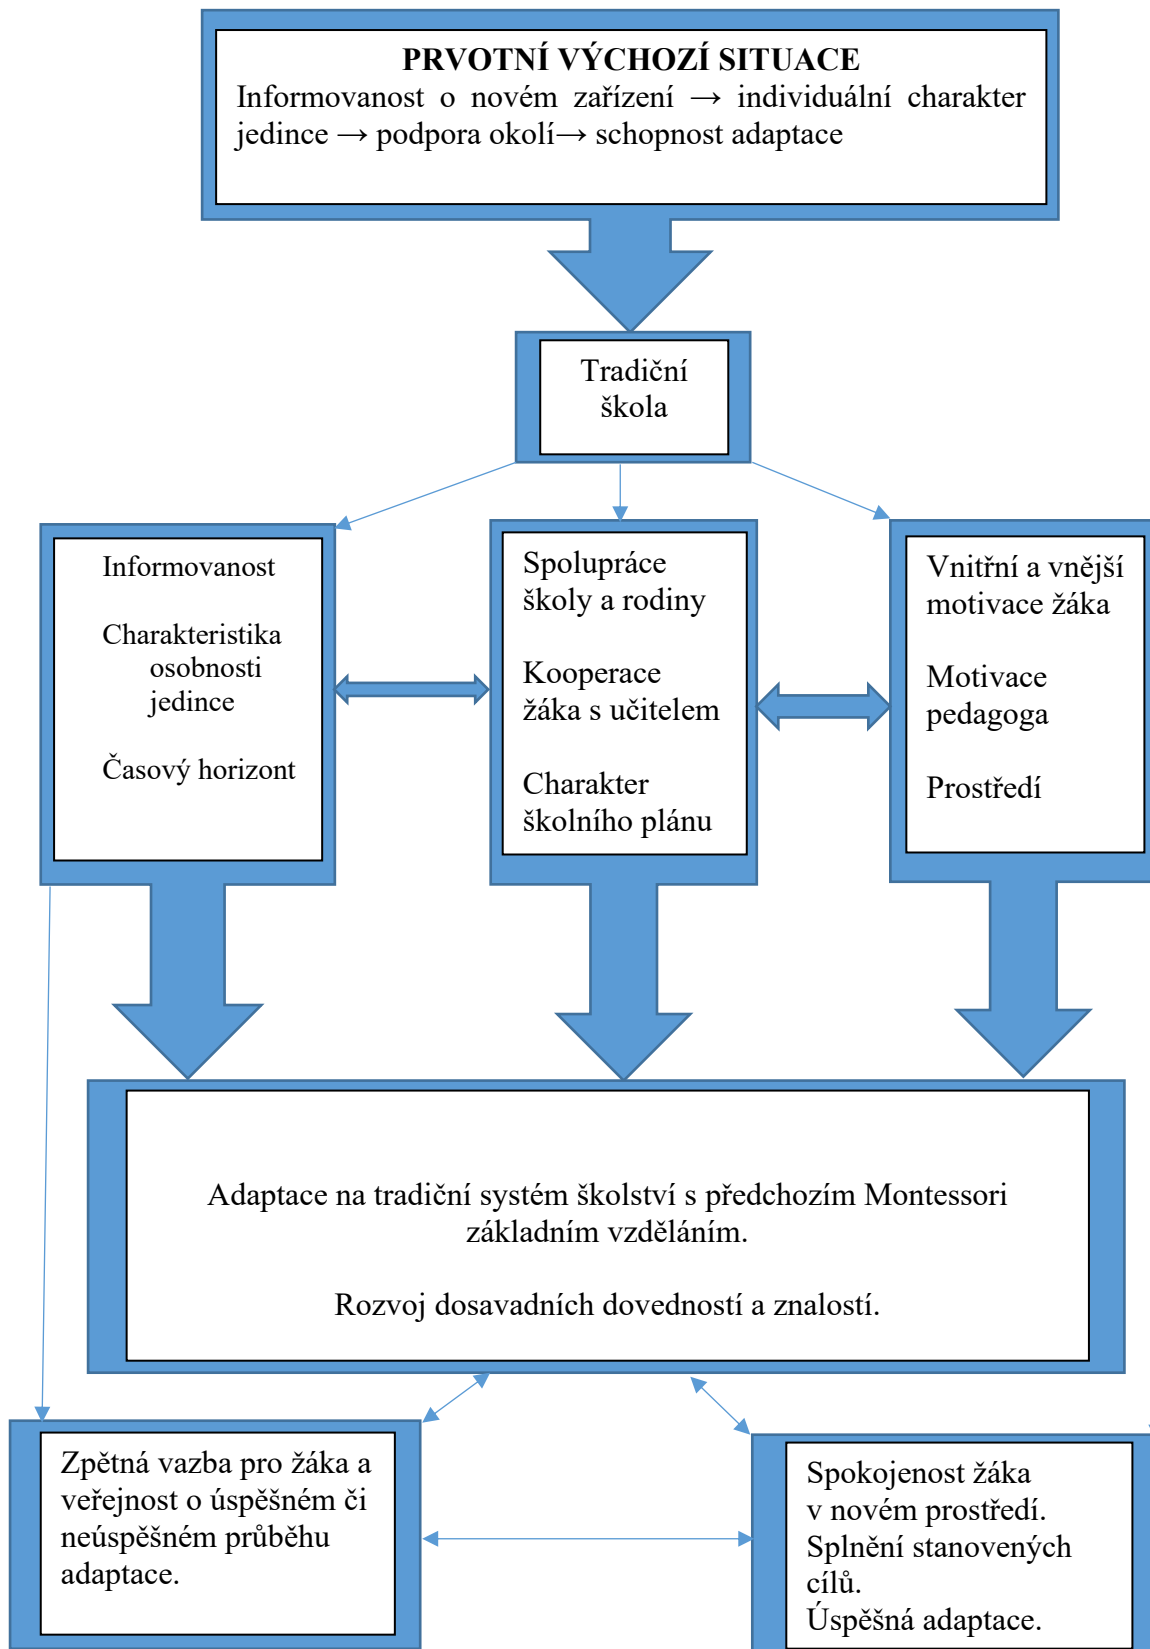 PRVOTNÍ VÝCHOZÍ SITUACE
Informovanost o novém zařízení → individuální charakter
jedince → podpora okolí→ schopnost adaptace
Tradiční
škola
Informovanost
Charakteristika
osobnosti
jedince
Časový horizont
Spolupráce
školy a rodiny
Kooperace
žáka s učitelem
Charakter
školního plánu
Vnitřní a vnější
motivace žáka
Motivace
pedagoga
Prostředí
Adaptace na tradiční systém školství s předchozím Montessori
základním vzděláním.
Rozvoj dosavadních dovedností a znalostí.
Zpětná vazba pro žáka a
veřejnost o úspěšném či
neúspěšném průběhu
adaptace.
Spokojenost žáka
v novém prostředí.
Splnění stanovených
cílů.
Úspěšná adaptace.